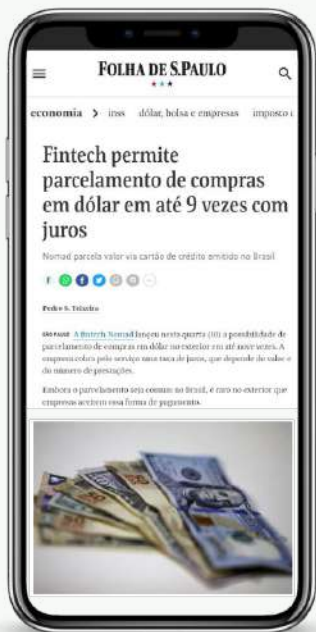 FOLHA DE S.PAULO
economia > inss dólar, bolsa e empresas imposto
Fintech permite
parcelamento de compras
em dólar em até 9 vezes com
juros
Nomad parcela valor via cartão de crédito emitido no Brasil
Pedro S. Teixeira
SÃO PAULO A fintech Nomad lançou nesta quarta (10) a possibilidade de
parcelamento de compras em dólar no exterior em até nove vezes. A
empresa cobra pelo serviço uma taxa de juros, que depende do valor e
do número de prestações.
Embora o parcelamento seja comum no Brasil, é raro no exterior que
empresas aceitem essa forma de pagamento.